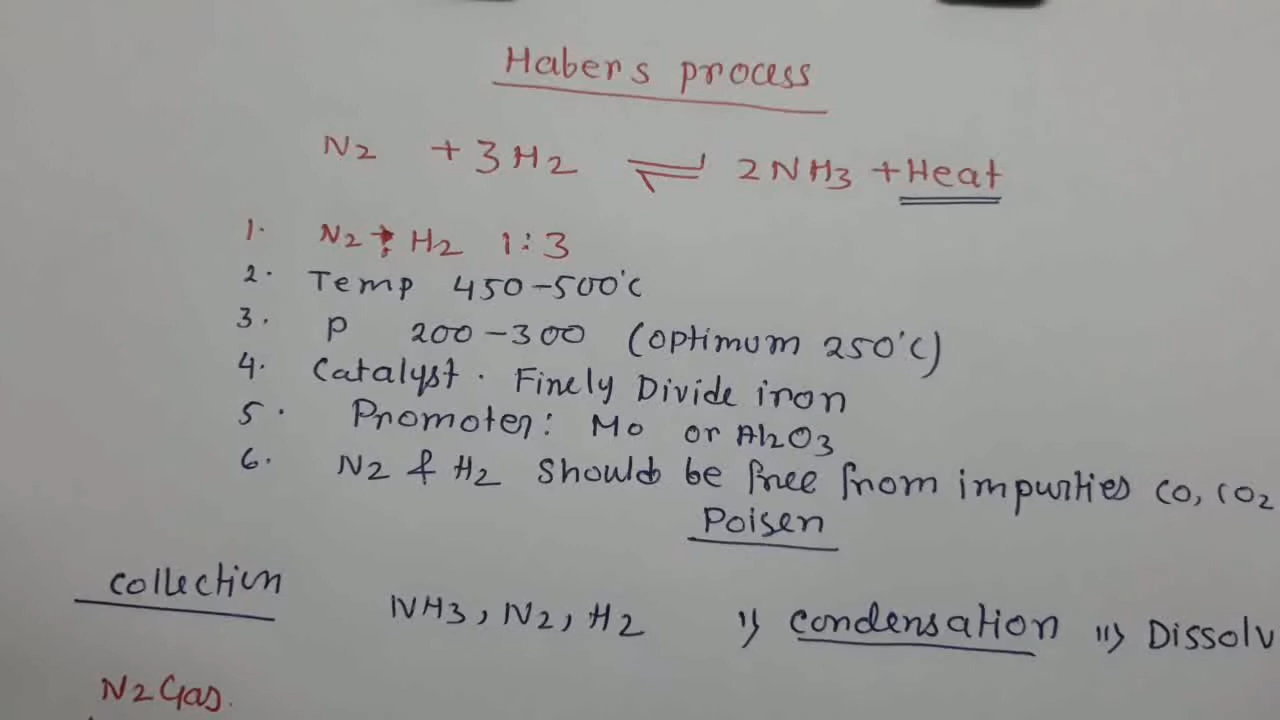 Habers process
N2 + 3H2 ⇌ 2NH3 + Heat
1. N2 : H2 1:3
2. Temp 450-500°C
3. P 200-300 (optimum 250°C)
4. Catalyst. Finely Divide iron
5. Promoter: Mo or Al2O3
6. N2 & H2 should be free from impurties CO, CO2
Poisen
collection NH3, N2, H2 i) condensation ii) Dissolv
N2 Gas.